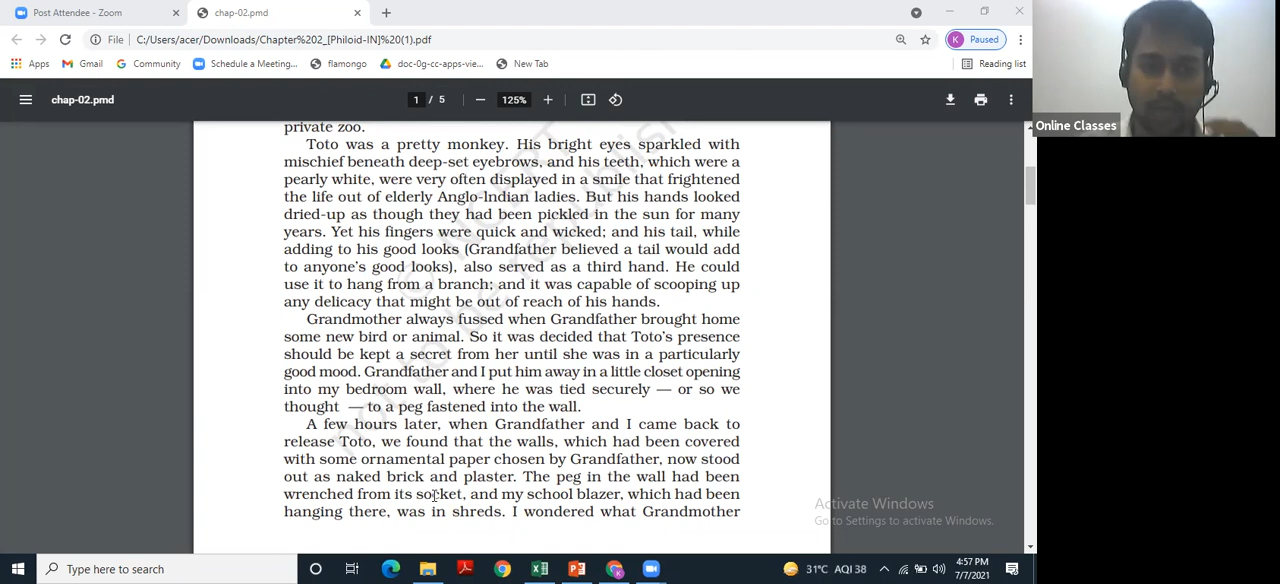 Post Attendee - Zoom
chap-02.pmd
File
C:/Users/acer/Downloads/Chapter%202_[Philoid-IN]%20(1).pdf
K Paused
Apps
Gmail
Community
Schedule a Meeting...
flamongo
doc-0g-cc-apps-vie...
New Tab
Reading list
chap-02.pmd
1 / 5
125%
Online Classes
private zoo.
Toto was a pretty monkey. His bright eyes sparkled with
mischief beneath deep-set eyebrows, and his teeth, which were a
pearly white, were very often displayed in a smile that frightened
the life out of elderly Anglo-lndian ladies. But his hands looked
dried-up as though they had been pickled in the sun for many
years. Yet his fingers were quick and wicked; and his tail, while
adding to his good looks (Grandfather believed a tail would add
to anyone's good looks), also served as a third hand. He could
use it to hang from a branch; and it was capable of scooping up
any delicacy that might be out of reach of his hands.
Grandmother always fussed when Grandfather brought home
some new bird or animal. So it was decided that Toto's presence
should be kept a secret from her until she was in a particularly
good mood. Grandfather and I put him away in a little closet opening
into my bedroom wall, where he was tied securely — or so we
thought — to a peg fastened into the wall.
A few hours later, when Grandfather and I came back to
release Toto, we found that the walls, which had been covered
with some ornamental paper chosen by Grandfather, now stood
out as naked brick and plaster. The peg in the wall had been
wrenched from its socket, and my school blazer, which had been
hanging there, was in shreds. I wondered what Grandmother
© NCERT
not to be republish
Activate Windows
Go to Settings to activate Windows.
Type here to search
31°C AQI 38
4:57 PM
7/7/2021